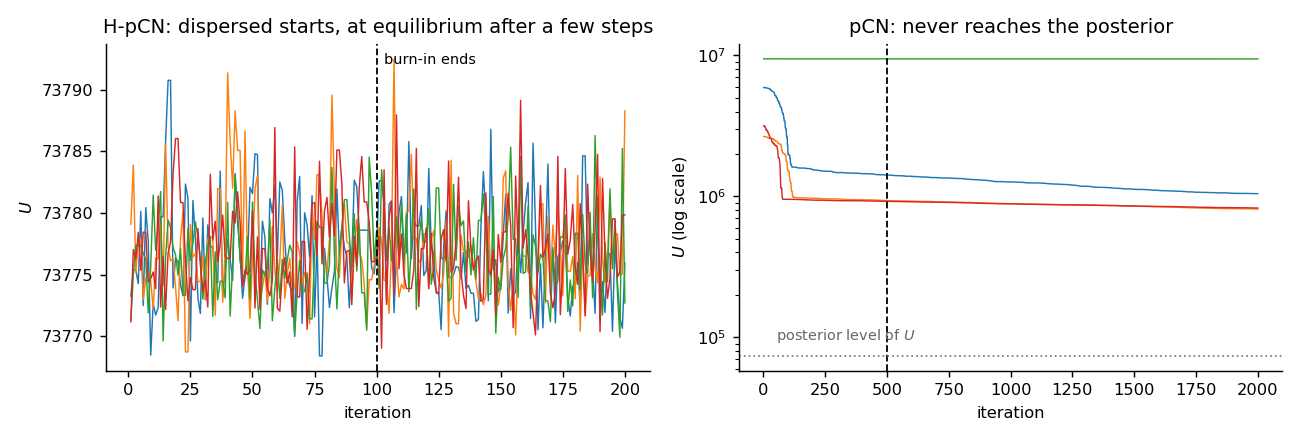 H-pCN: dispersed starts, at equilibrium after a few steps
burn-in ends
73790
73785
73780
73775
73770
U
0 25 50 75 100 125 150 175 200
iteration
pCN: never reaches the posterior
10⁷
10⁶
10⁵
U (log scale)
posterior level of U
0 250 500 750 1000 1250 1500 1750 2000
iteration